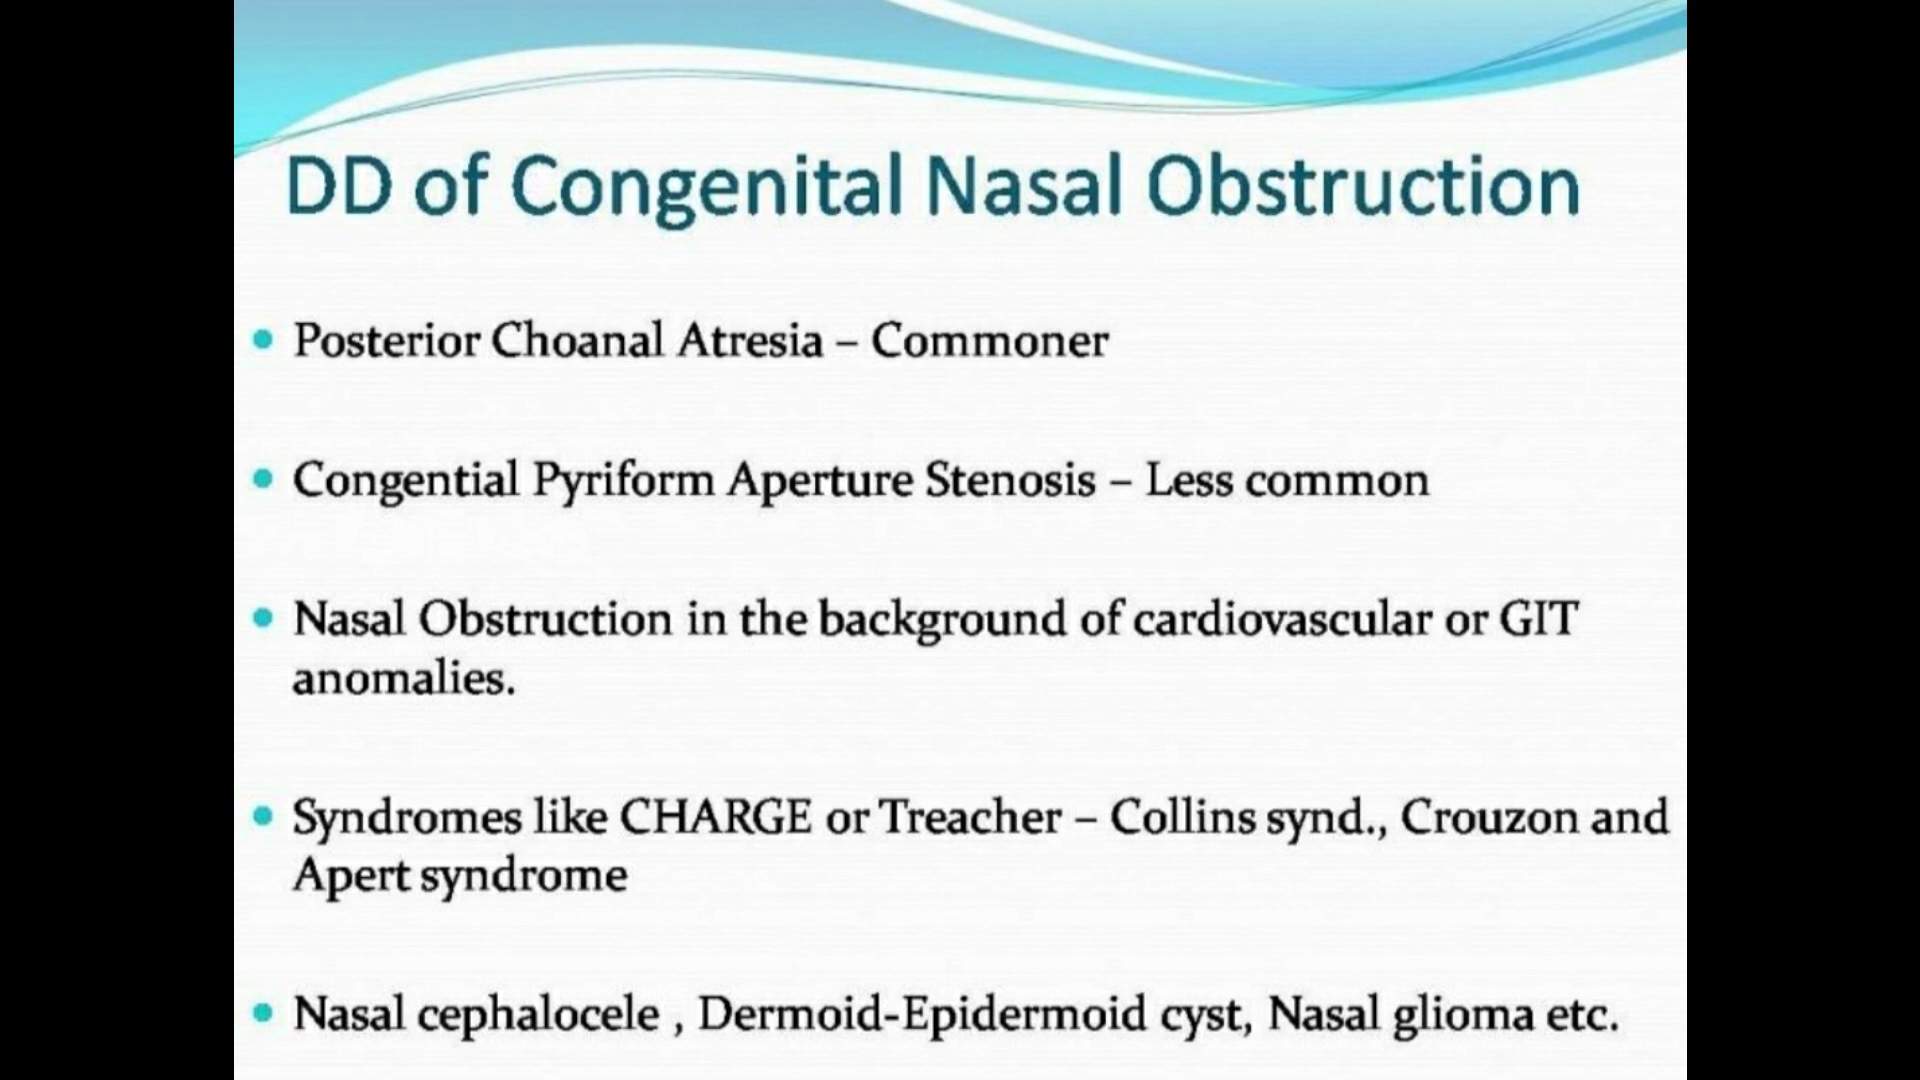 DD of Congenital Nasal Obstruction
Posterior Choanal Atresia – Commoner
Congential Pyriform Aperture Stenosis – Less common
Nasal Obstruction in the background of cardiovascular or GIT
anomalies.
Syndromes like CHARGE or Treacher – Collins synd., Crouzon and
Apert syndrome
Nasal cephalocele , Dermoid-Epidermoid cyst, Nasal glioma etc.